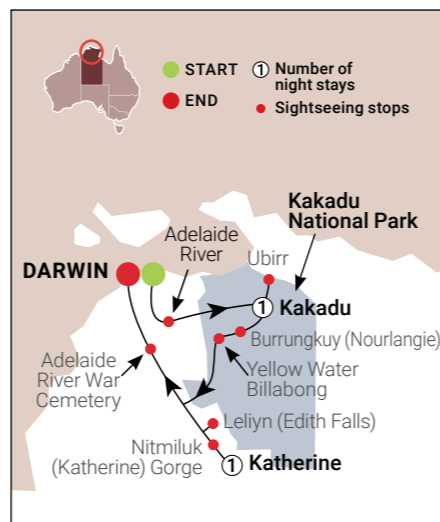 START
END
1 Number of
night stays
Sightseeing stops
Kakadu
National Park
Adelaide
River
Ubirr
DARWIN
1 Kakadu
Burrungkuy (Nourlangie)
Adelaide
River War
Cemetery
Yellow Water
Billabong
Leliyn (Edith Falls)
Nitmiluk
(Katherine) Gorge
1 Katherine